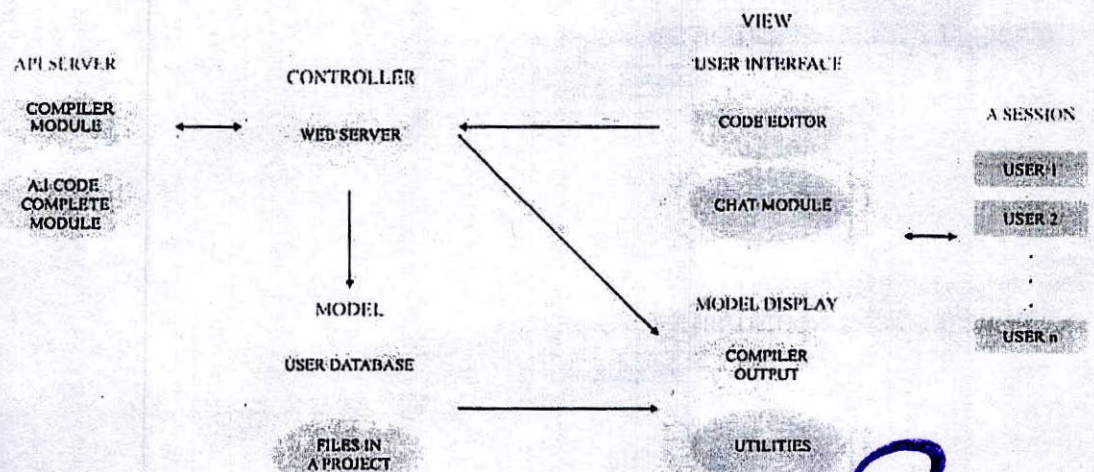 API SERVER
COMPILER
MODULE
A.I CODE
COMPLETE
MODULE
CONTROLLER
WEB SERVER
MODEL
USER DATABASE
FILES IN
A PROJECT
VIEW
USER INTERFACE
CODE EDITOR
CHAT MODULE
MODEL DISPLAY
COMPILER
OUTPUT
UTILITIES
A SESSION
USER 1
USER 2
USER n